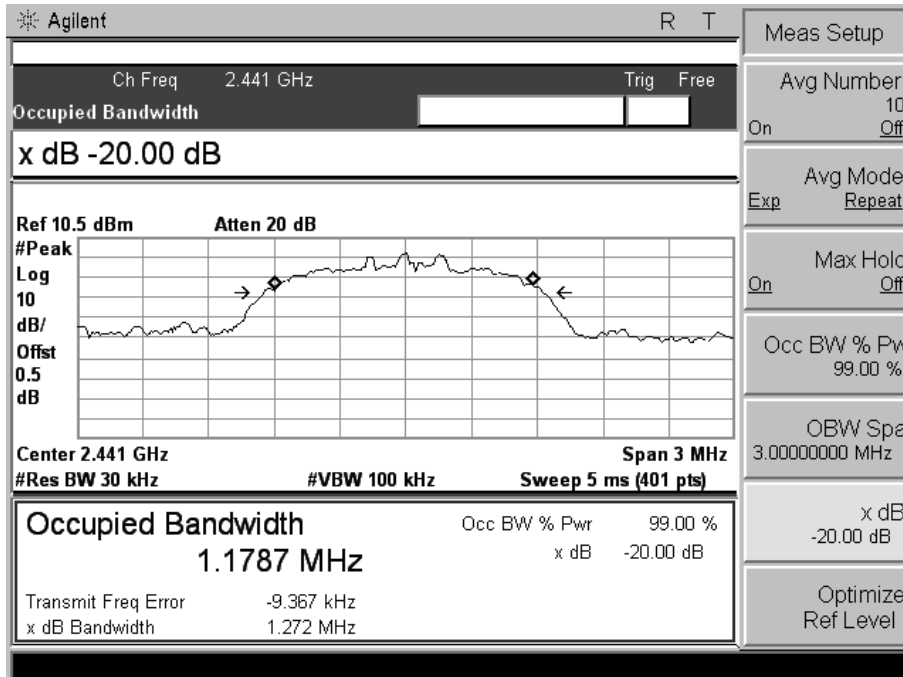 Agilent R T
Ch Freq 2.441 GHz Trig Free
Occupied Bandwidth
x dB -20.00 dB
Ref 10.5 dBm Atten 20 dB
#Peak
Log
10
dB/
Offst
0.5
dB
Center 2.441 GHz Span 3 MHz
#Res BW 30 kHz #VBW 100 kHz Sweep 5 ms (401 pts)
Occupied Bandwidth
1.1787 MHz
Occ BW % Pwr 99.00 %
x dB -20.00 dB
Transmit Freq Error -9.367 kHz
x dB Bandwidth 1.272 MHz
Meas Setup
Avg Number
10
On Off
Avg Mode
Exp Repeat
Max Hold
On Off
Occ BW % Pw
99.00 %
OBW Spa
3.00000000 MHz
x dB
-20.00 dB
Optimize
Ref Level